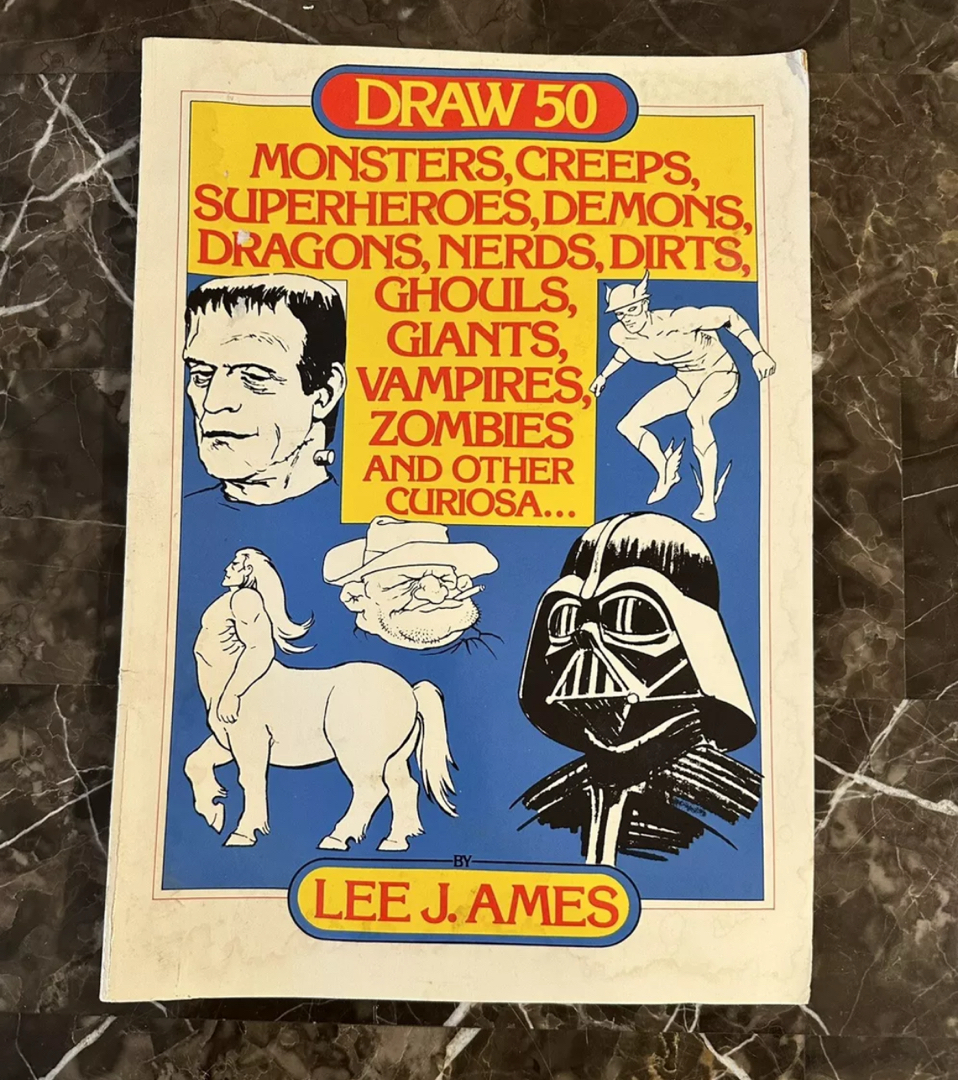 DRAW 50
MONSTERS, CREEPS,
SUPERHEROES, DEMONS,
DRAGONS, NERDS, DIRTS,
GHOULS,
GIANTS,
VAMPIRES,
ZOMBIES
AND OTHER
CURIOSA...
BY
LEE J. AMES